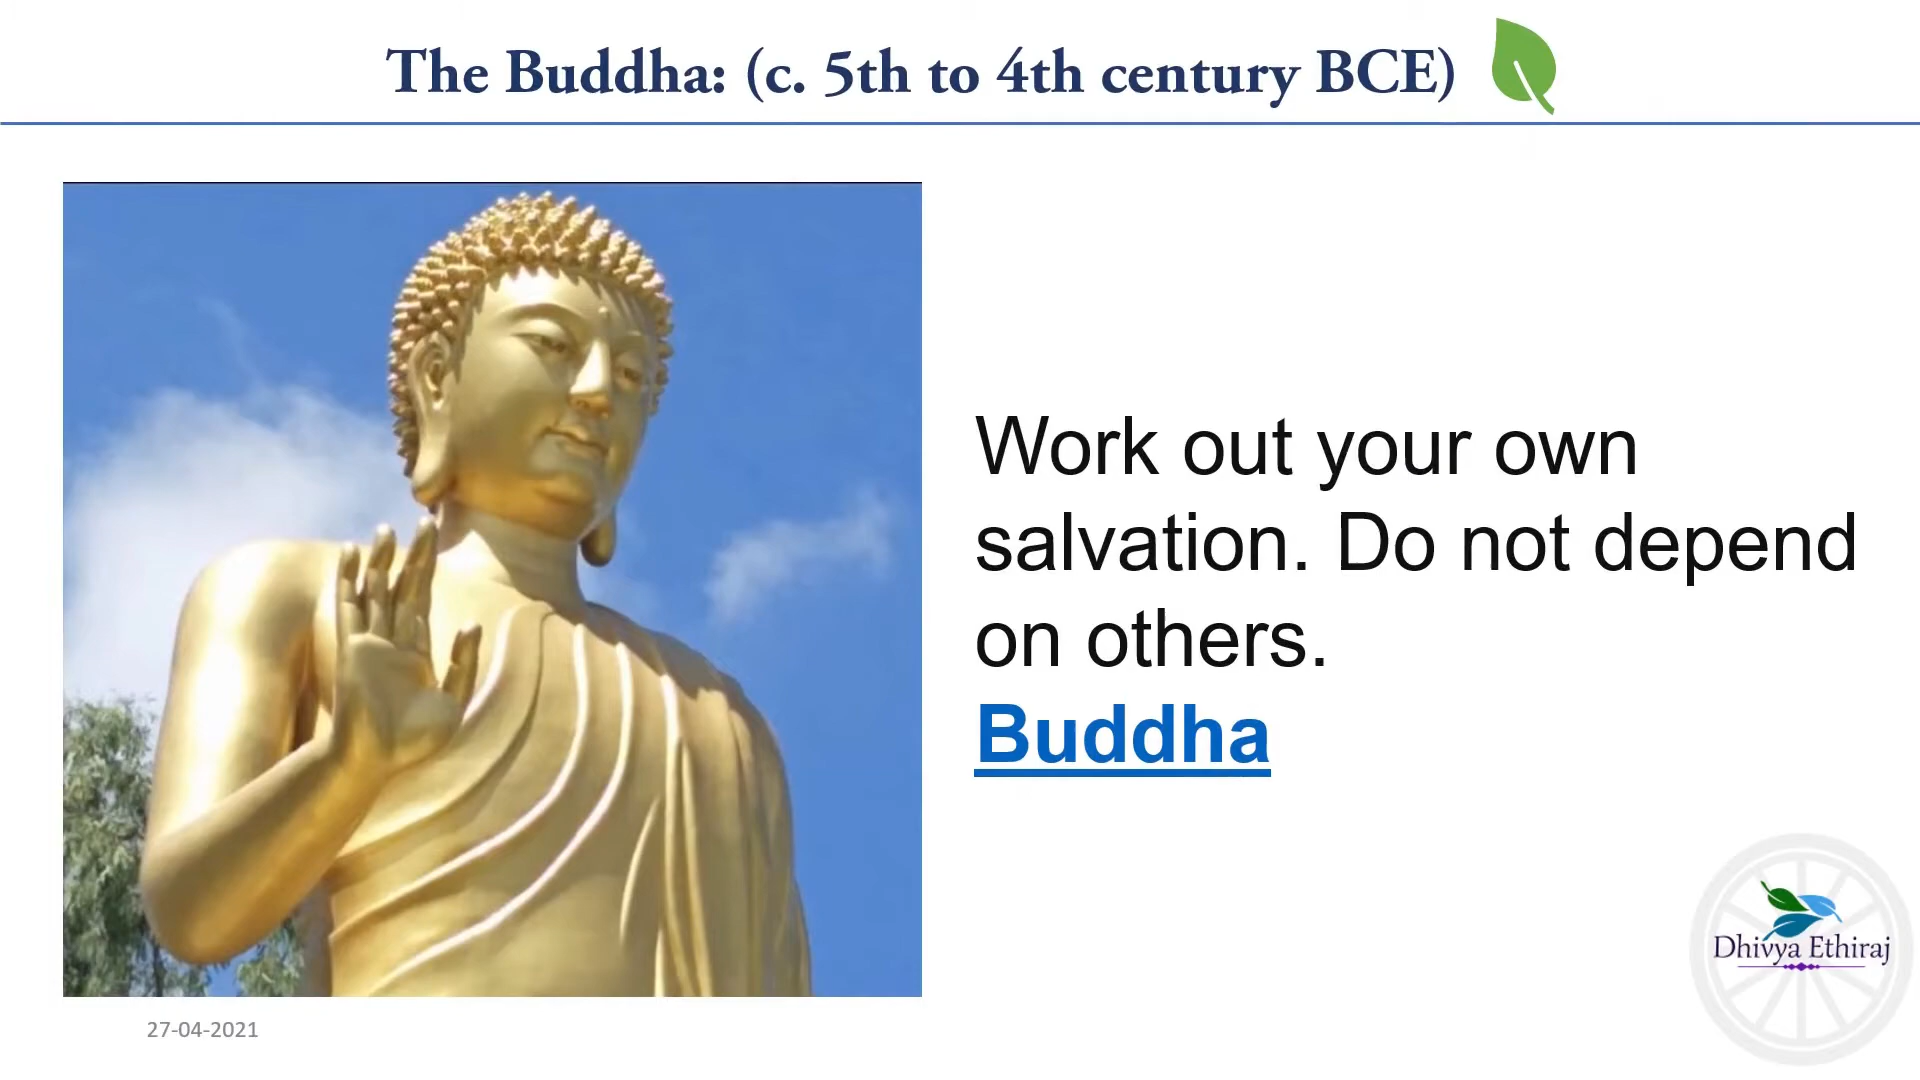 The Buddha: (c. 5th to 4th century BCE)
Work out your own
salvation. Do not depend
on others.
Buddha
Dhivya Ethiraj
27-04-2021